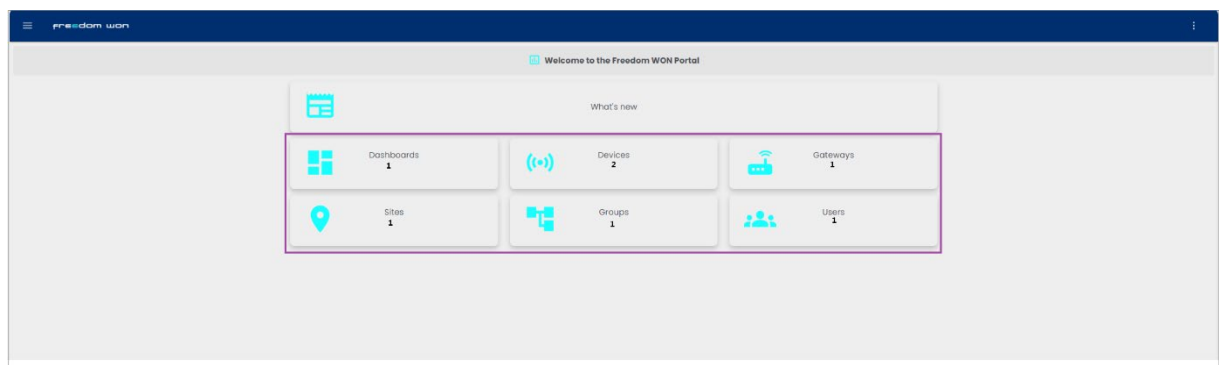 freedom won
Welcome to the Freedom WON Portal
What's new
Dashboards
1
Devices
2
Gateways
1
Sites
1
Groups
1
Users
1